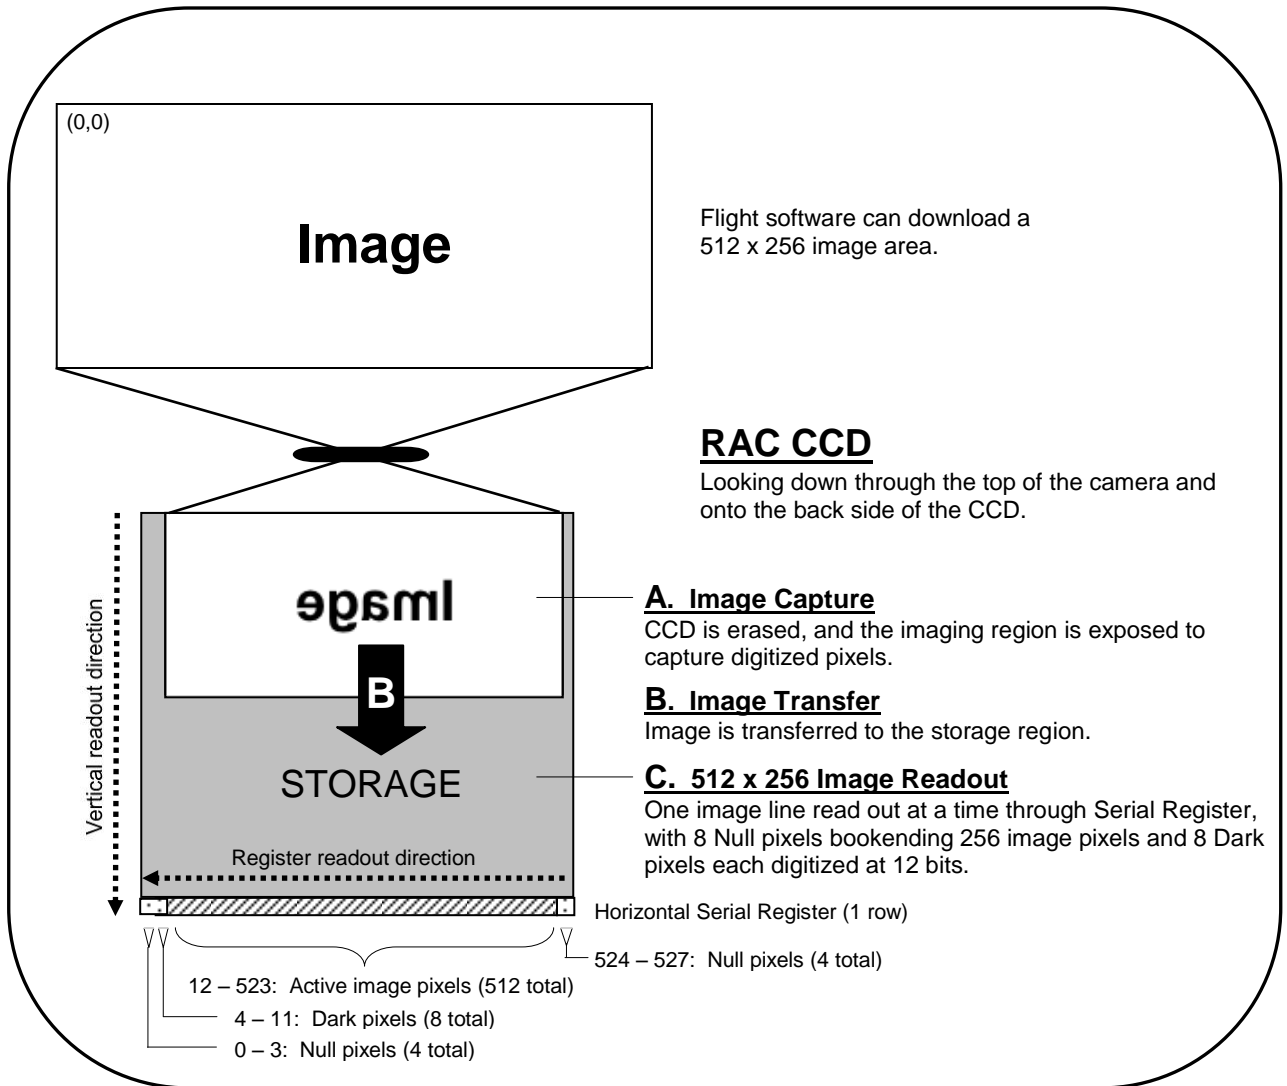 (0,0)
Image
Flight software can download a
512 x 256 image area.
RAC CCD
Looking down through the top of the camera and
onto the back side of the CCD.
Image
B
STORAGE
Vertical readout direction
Register readout direction
A. Image Capture
CCD is erased, and the imaging region is exposed to
capture digitized pixels.
B. Image Transfer
Image is transferred to the storage region.
C. 512 x 256 Image Readout
One image line read out at a time through Serial Register,
with 8 Null pixels bookending 256 image pixels and 8 Dark
pixels each digitized at 12 bits.
Horizontal Serial Register (1 row)
524 – 527: Null pixels (4 total)
12 – 523: Active image pixels (512 total)
4 – 11: Dark pixels (8 total)
0 – 3: Null pixels (4 total)